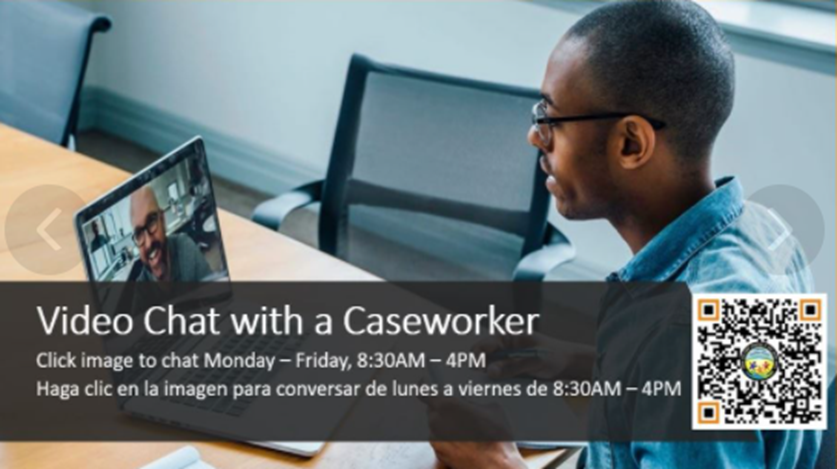 Video Chat with a Caseworker
Click image to chat Monday – Friday, 8:30AM – 4PM
Haga clic en la imagen para conversar de lunes a viernes de 8:30AM – 4PM